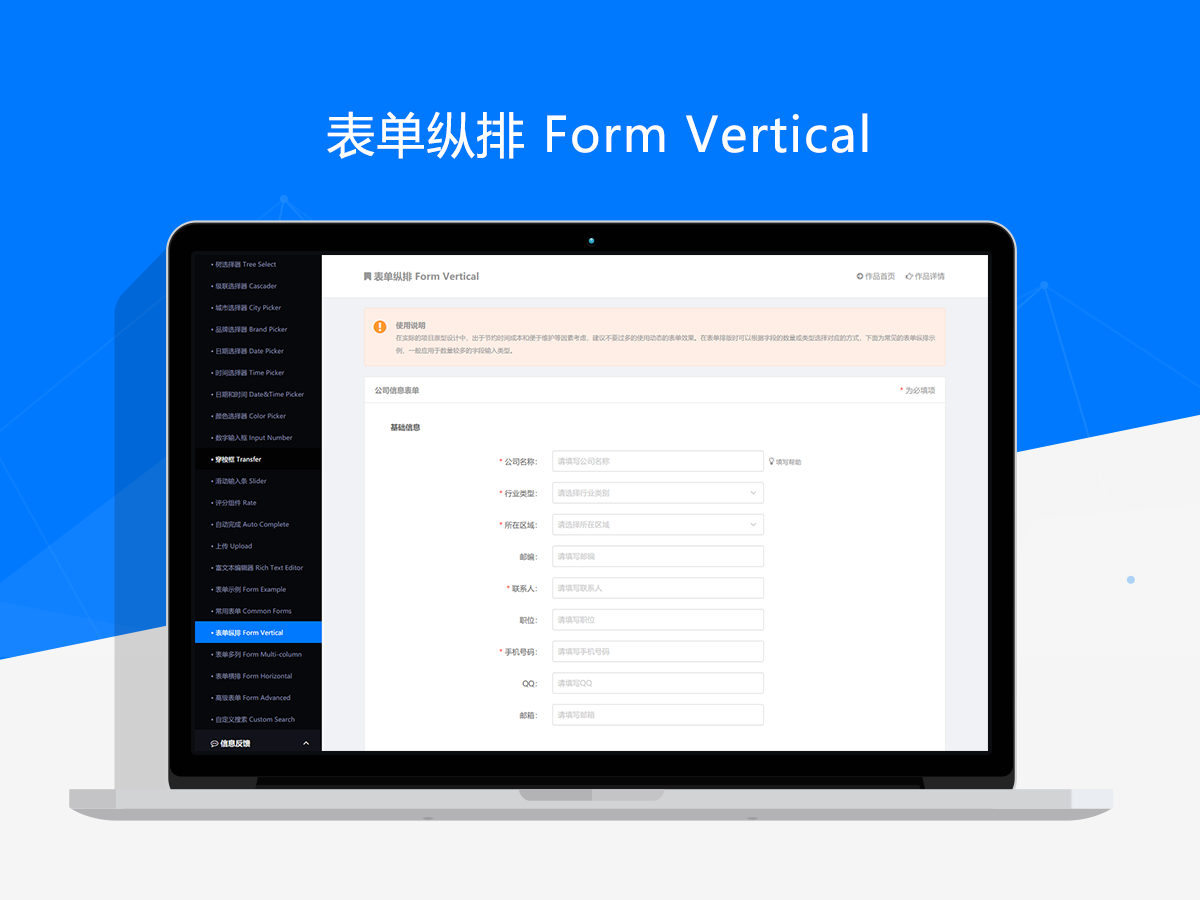 表单纵排 Form Vertical
• 树选择器 Tree Select
• 级联选择器 Cascader
• 城市选择器 City Picker
• 品牌选择器 Brand Picker
• 日期选择器 Date Picker
• 时间选择器 Time Picker
• 日期和时间 Date&Time Picker
• 颜色选择器 Color Picker
• 数字输入框 Input Number
• 穿梭框 Transfer
• 滑动输入条 Slider
• 评分组件 Rate
• 自动完成 Auto Complete
• 上传 Upload
• 富文本编辑器 Rich Text Editor
• 表单示例 Form Example
• 常用表单 Common Forms
• 表单纵排 Form Vertical
• 表单多列 Form Multi-column
• 表单横排 Form Horizontal
• 高级表单 Form Advanced
• 自定义搜索 Custom Search
信息反馈
表单纵排 Form Vertical
作品首页 作品详情
使用说明
在实际的项目原型设计中，出于节约时间成本和便于维护等因素考虑，建议不要过多的使用动态的表单效果。在表单排版时可以根据字段的数量或类型选择对应的方式，下面为常见的表单纵排示
例，一般应用于数量较多的字段输入类型。
公司信息表单 * 为必填项
基础信息
* 公司名称： 请填写公司名称 填写帮助
* 行业类型： 请选择行业类别
* 所在区域： 请选择所在区域
邮编： 请填写邮编
* 联系人： 请填写联系人
职位： 请填写职位
* 手机号码： 请填写手机号码
QQ： 请填写QQ
邮箱： 请填写邮箱